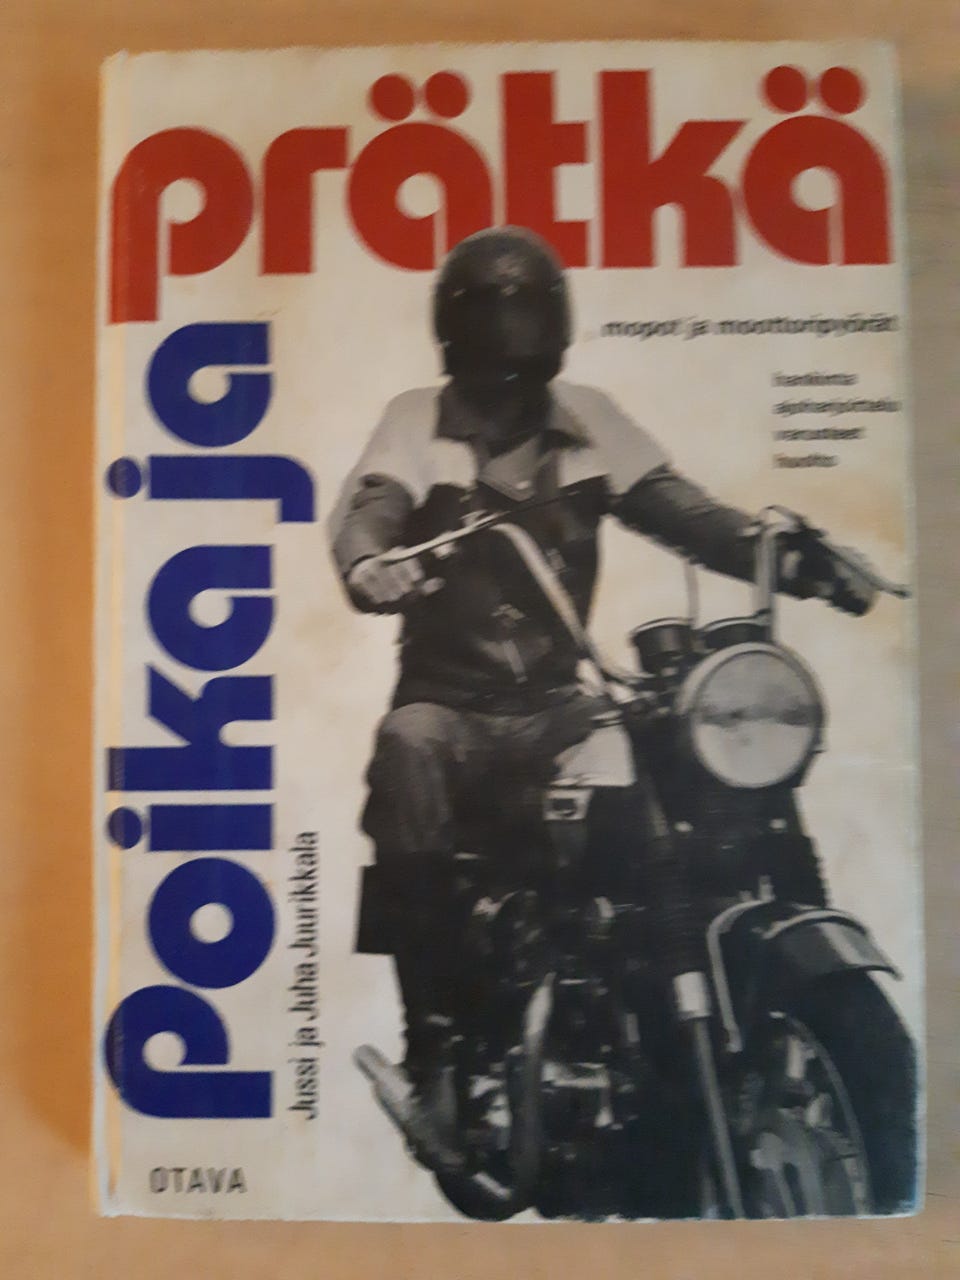 Poika ja
prätkä
mopot ja moottoripyörät
hankinta
ajoharjoittelu
varusteet
huolto
Jussi ja Juha Juurikkala
OTAVA